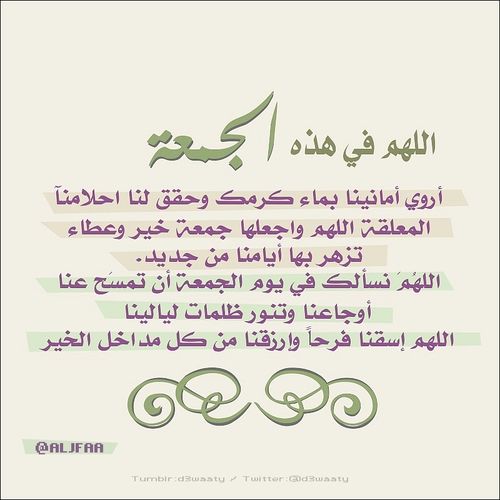 اللهم في هذه الجمعة
أروي أمانينا بماء كرمك وحقق لنا احلامنآ
المعلقة اللهم واجعلها جمعة خير وعطاء
تزهر بها أيامنا من جديد.
اللهُمَ نسألك في يوم الجمعة أن تمسَح عنا
أوجاعنا وتنور ظلمات ليالينا
اللهم إسقنا فرحاً وإرزقنا من كل مداخل الخير
@ALJFAA
Tumblr:d3waaty / Twitter:@d3waaty